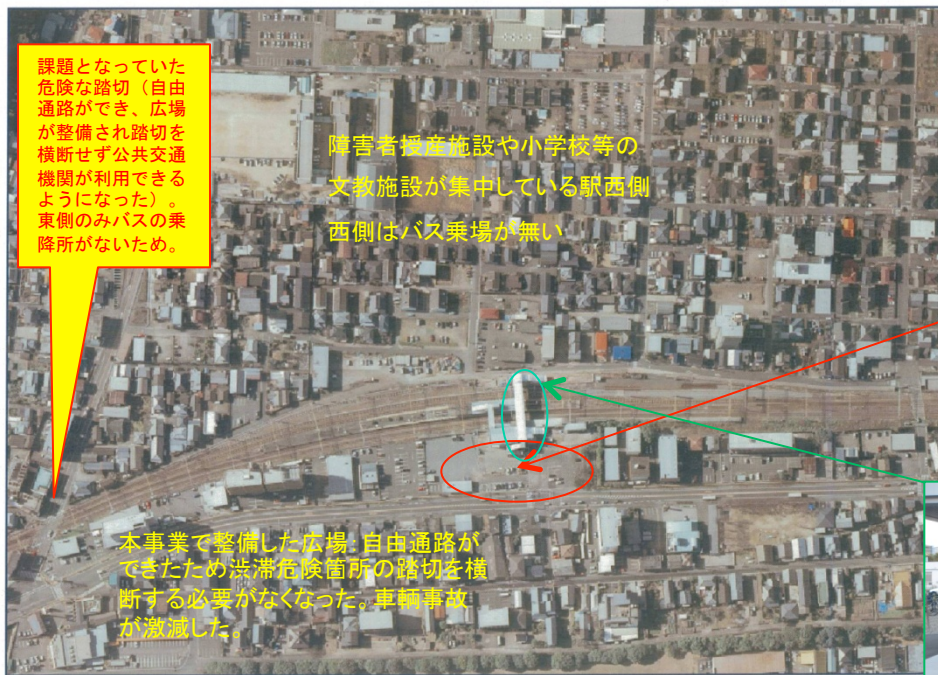 課題となっていた
危険な踏切（自由
通路ができ、広場
が整備され踏切を
横断せず公共交通
機関が利用できる
ようになった）。
東側のみバスの乗
降所がないため。
障害者授産施設や小学校等の
文教施設が集中している駅西側
西側はバス乗場が無い
本事業で整備した広場：自由通路が
できたため渋滞危険箇所の踏切を横
断する必要がなくなった。車輌事故
が激減した。